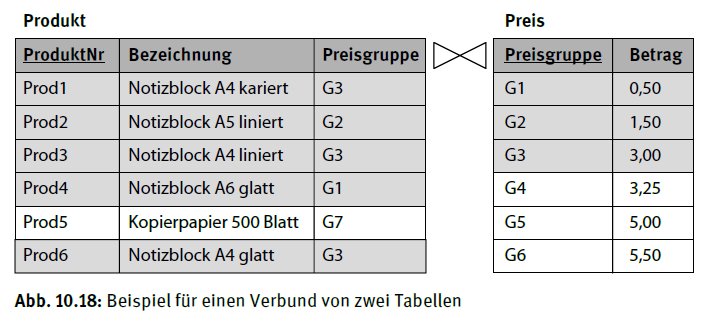 Produkt Preis
ProduktNr Bezeichnung Preisgruppe Preisgruppe Betrag
Prod1 Notizblock A4 kariert G3 G1 0,50
Prod2 Notizblock A5 liniert G2 G2 1,50
Prod3 Notizblock A4 liniert G3 G3 3,00
Prod4 Notizblock A6 glatt G1 G4 3,25
Prod5 Kopierpapier 500 Blatt G7 G5 5,00
Prod6 Notizblock A4 glatt G3 G6 5,50
Abb. 10.18: Beispiel für einen Verbund von zwei Tabellen